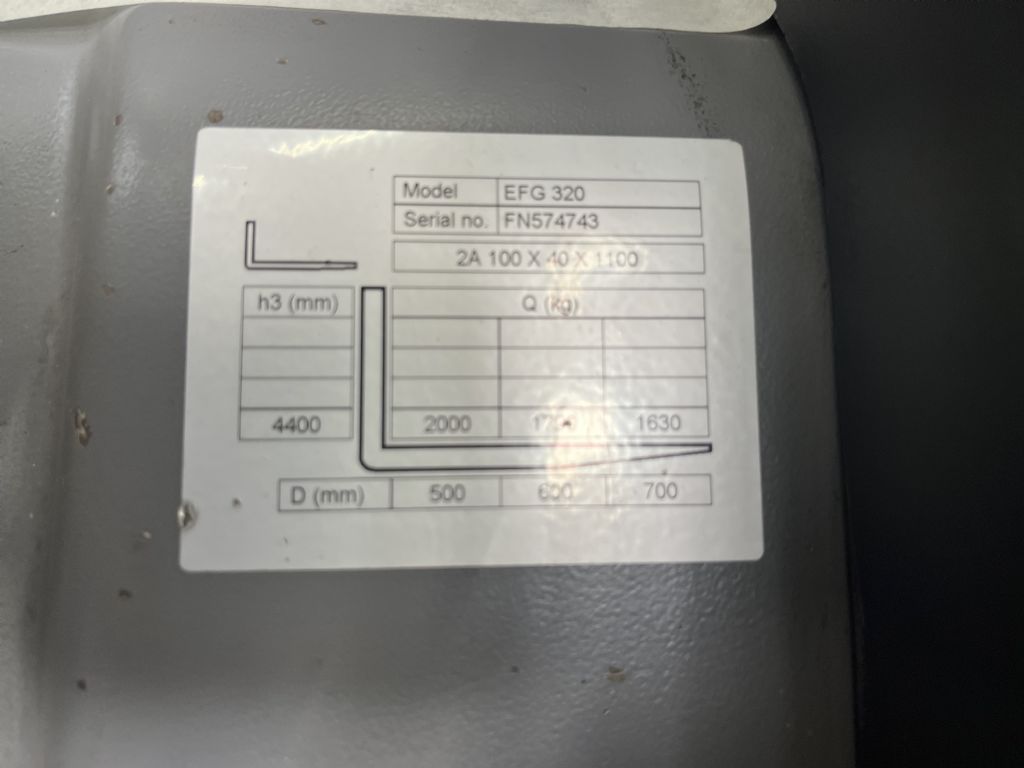 Model EFG 320
Serial no. FN574743
2A 100 X 40 X 1100
h3 (mm) Q (kg)
4400 2000 1630
D (mm) 500 600 700